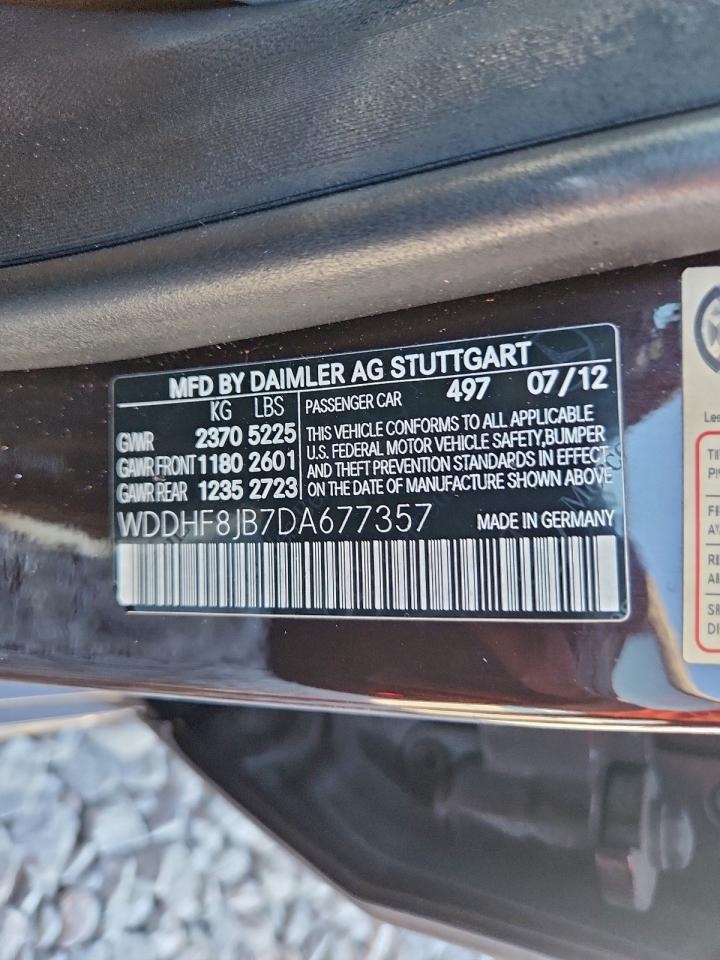 MFD BY DAIMLER AG STUTTGART
KG LBS
GVWR 2370 5225
GAWR FRONT 1180 2601
GAWR REAR 1235 2723
PASSENGER CAR 497 07/12
THIS VEHICLE CONFORMS TO ALL APPLICABLE
U.S. FEDERAL MOTOR VEHICLE SAFETY,BUMPER
AND THEFT PREVENTION STANDARDS IN EFFECT
ON THE DATE OF MANUFACTURE SHOWN ABOVE
WDDHF8JB7DA677357 MADE IN GERMANY